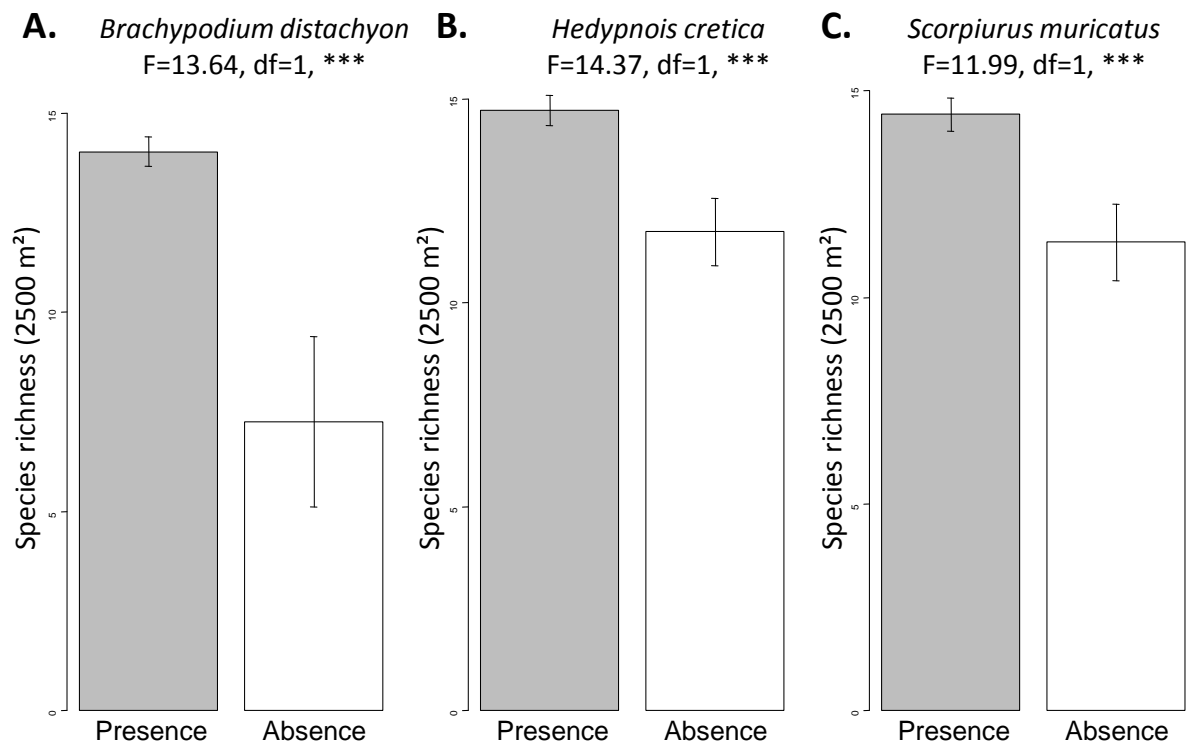 A. Brachypodium distachyon
F=13.64, df=1, ***
Species richness (2500 m²)
15
10
5
0
Presence Absence
B. Hedypnois cretica
F=14.37, df=1, ***
Species richness (2500 m²)
15
10
5
0
Presence Absence
C. Scorpiurus muricatus
F=11.99, df=1, ***
Species richness (2500 m²)
15
10
5
0
Presence Absence